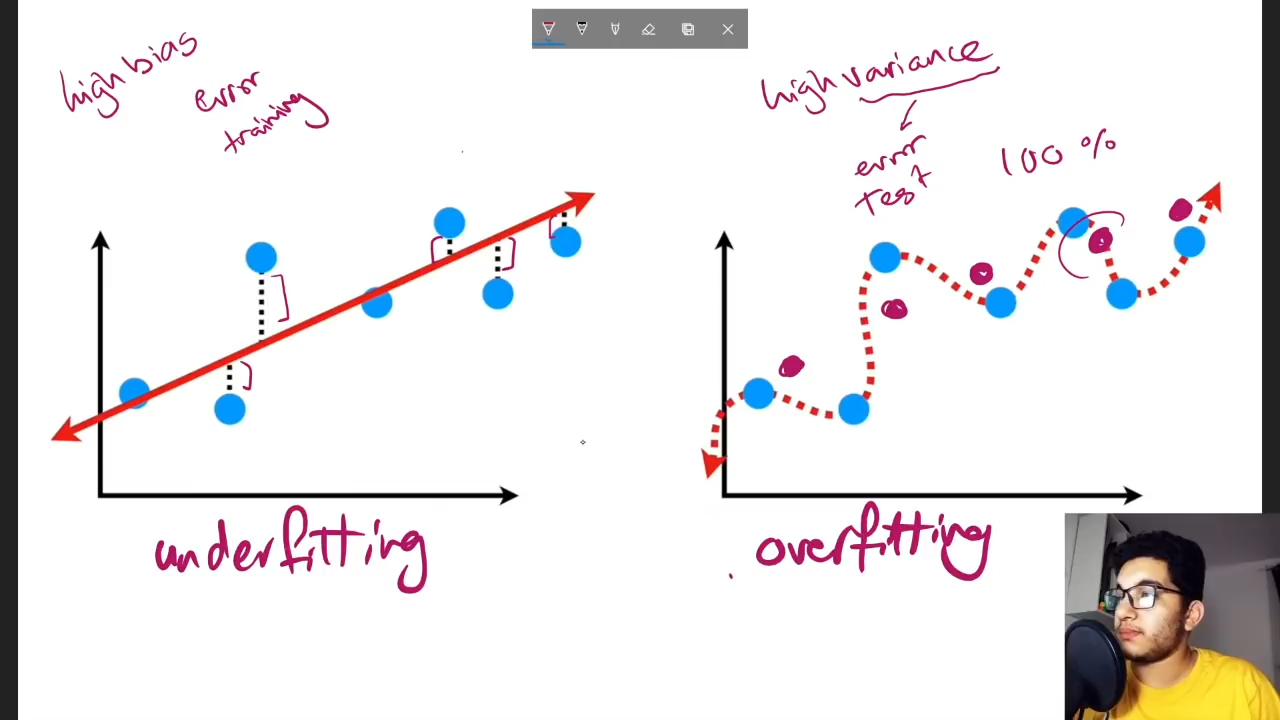 high bias
error
training
high variance
error
test
100 %
underfitting
overfitting